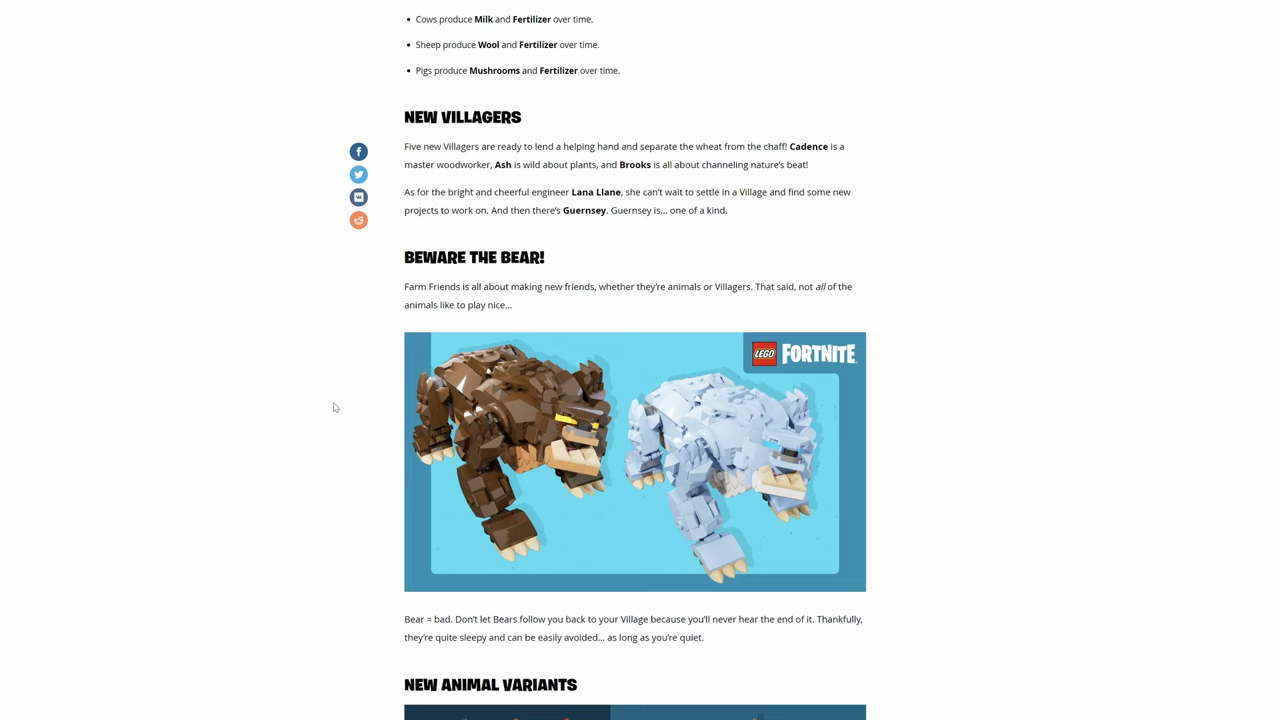 Cows produce Milk and Fertilizer over time.
Sheep produce Wool and Fertilizer over time.
Pigs produce Mushrooms and Fertilizer over time.
NEW VILLAGERS
Five new Villagers are ready to lend a helping hand and separate the wheat from the chaff! Cadence is a
master woodworker, Ash is wild about plants, and Brooks is all about channeling nature's beat!
As for the bright and cheerful engineer Lana Llane, she can't wait to settle in a Village and find some new
projects to work on. And then there's Guernsey. Guernsey is... one of a kind.
BEWARE THE BEAR!
Farm Friends is all about making new friends, whether they're animals or Villagers. That said, not all of the
animals like to play nice...
LEGO FORTNITE
Bear = bad. Don't let Bears follow you back to your Village because you'll never hear the end of it. Thankfully,
they're quite sleepy and can be easily avoided... as long as you're quiet.
NEW ANIMAL VARIANTS